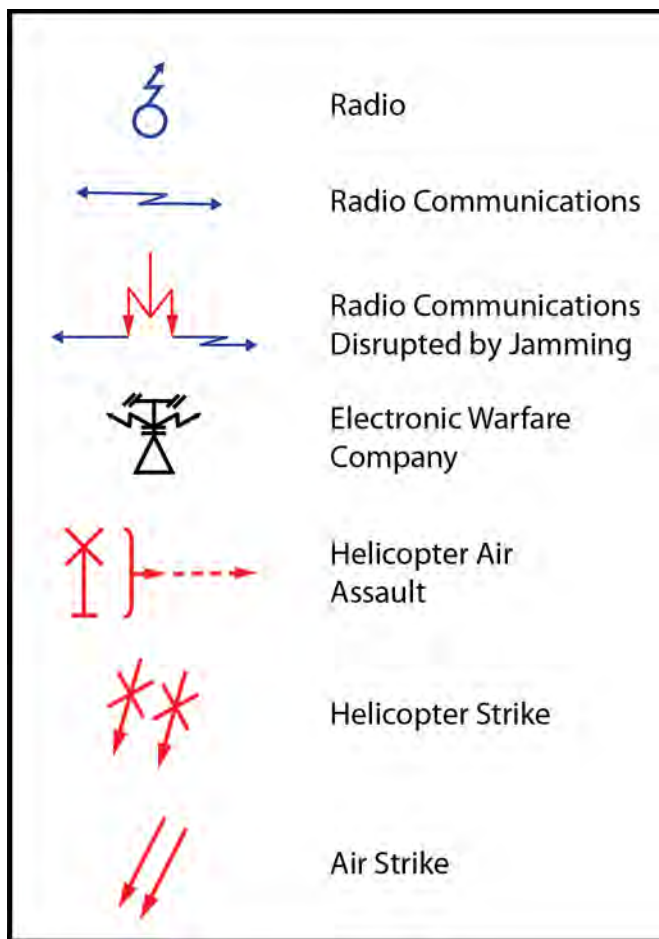 Radio
Radio Communications
Radio Communications
Disrupted by Jamming
Electronic Warfare
Company
Helicopter Air
Assault
Helicopter Strike
Air Strike